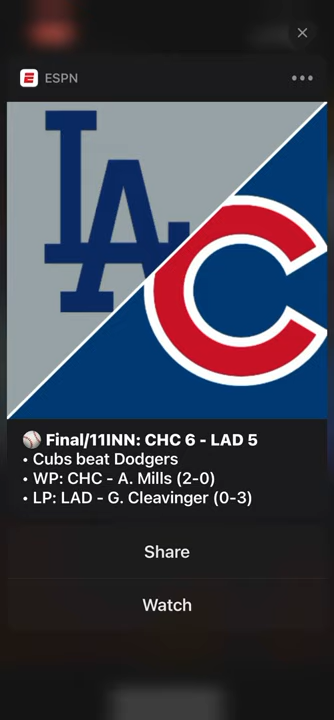 ESPN
LA
C
⚾ Final/11INN: CHC 6 - LAD 5
• Cubs beat Dodgers
• WP: CHC - A. Mills (2-0)
• LP: LAD - G. Cleavinger (0-3)
Share
Watch